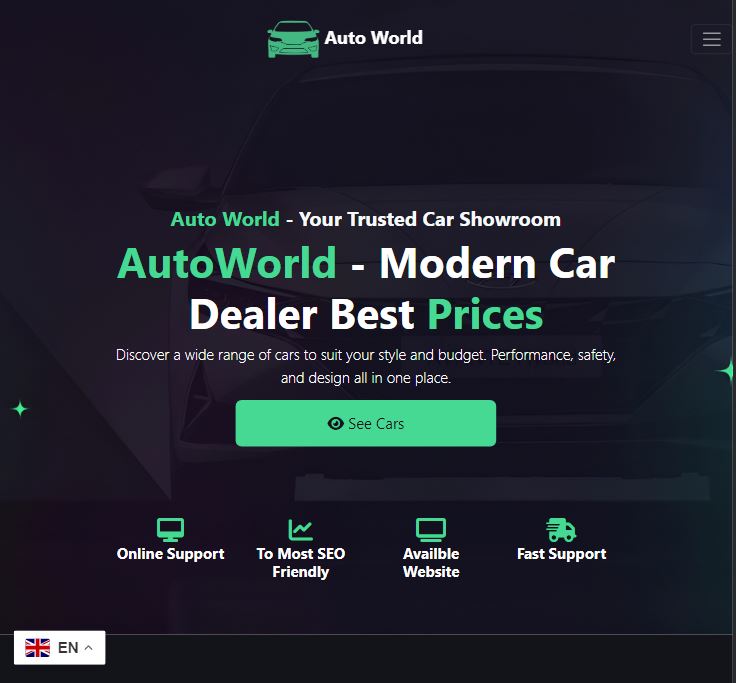 Auto World
Auto World - Your Trusted Car Showroom
AutoWorld - Modern Car
Dealer Best Prices
Discover a wide range of cars to suit your style and budget. Performance, safety,
and design all in one place.
See Cars
Online Support
To Most SEO
Friendly
Availble
Website
Fast Support
EN